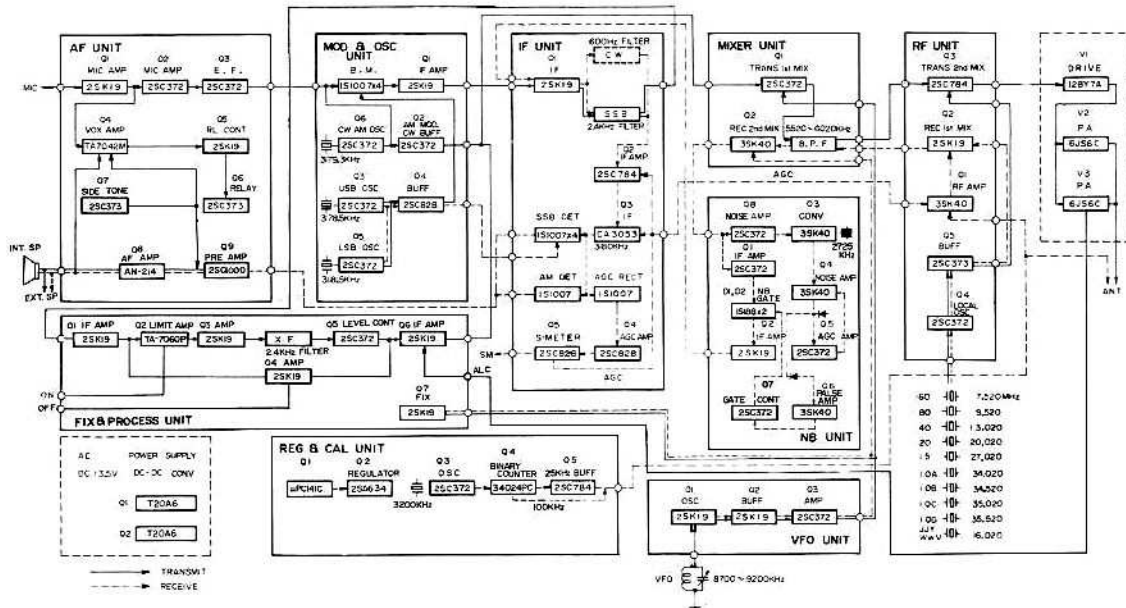 AF UNIT
Q1
MIC AMP
2SK19
Q2
MIC AMP
2SC372
Q3
E.F.
2SC372
MIC
Q4
VOX AMP
TA7042M
Q5
RL CONT
2SK19
Q7
SIDE TONE
2SC373
Q6
RELAY
2SC373
INT. SP
EXT. SP
Q8
AF AMP
AN-214
Q9
PRE AMP
2SC1000
MOD & OSC
UNIT
B.M.
1S1007x4
Q1
IF AMP
2SK19
Q6
CW AM OSC
2SC372
Q2
AM MOD.
CW BUFF
2SC372
Q3
USB OSC
2SC372
3178.5KHz
Q4
BUFF
2SC828
Q5
LSB OSC
2SC372
3181.5KHz
IF UNIT
600Hz FILTER
CW
Q1
IF
2SK19
SSB
2.4KHz FILTER
Q2
IF AMP
2SC784
Q3
IF
CA3053
3180KHz
SSB DET
1S1007x4
AM DET
1S1007
AGC RECT
1S1007
Q5
S-METER
2SC828
Q4
AGC AMP
2SC828
SM
ALC
AGC
MIXER UNIT
Q1
TRANS 1st MIX
2SC372
Q2
REC 2nd MIX
3SK40
5520~6020KHz
B.P.F
AGC
Q8
NOISE AMP
2SC372
Q3
CONV
3SK40
2725
KHz
Q1
IF AMP
2SC372
Q4
NOISE AMP
3SK40
D1,D2
NB
GATE
1S188x2
Q2
IF AMP
2SK19
Q5
AGC AMP
2SC372
Q7
GATE CONT
2SC372
Q6
PALSE
AMP
3SK40
NB UNIT
RF UNIT
Q3
TRANS 2nd MIX
2SC784
Q2
REC 1st MIX
2SK19
Q1
RF AMP
3SK40
Q5
BUFF
2SC373
Q4
LOCAL
OSC
2SC372
V1
DRIVE
12BY7A
V2
P.A
6JS6C
V3
P.A
6JS6C
ANT
160 7,520MHz
80 9,520
40 13,020
20 20,020
15 27,020
10A 34,020
10B 34,520
10C 35,020
10D 35,520
JJY
WWV 16,020
Q1 IF AMP
2SK19
Q2 LIMIT AMP
TA-7060P
Q3 AMP
2SK19
X F
2.4KHz FILTER
Q5 LEVEL CONT
2SC372
Q6 IF AMP
2SK19
Q4 AMP
2SK19
ON
OFF
Q7
FIX
2SK19
FIX & PROCESS UNIT
AC POWER SUPPLY
DC 13.5V DC-DC CONV
Q1 T20A6
Q2 T20A6
TRANSMIT
RECEIVE
REG & CAL UNIT
Q1
μPC141C
Q2
REGULATOR
2SA634
Q3
OSC
2SC372
3200KHz
Q4
BINARY
COUNTER
34024PC
Q5
25KHz BUFF
2SC784
100KHz
Q1
OSC
2SK19
Q2
BUFF
2SK19
Q3
AMP
2SC372
VFO UNIT
VFO
8700~9200KHz